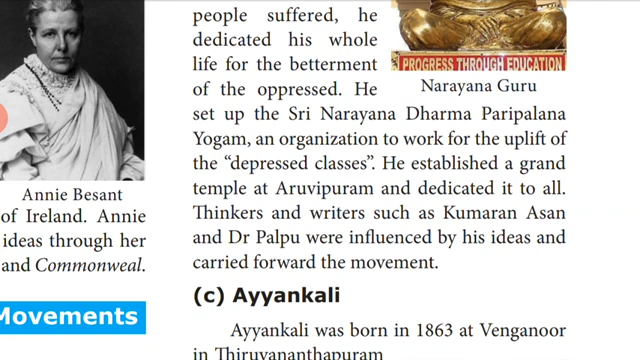 people suffered, he
dedicated his whole
life for the betterment
of the oppressed. He
PROGRESS THROUGH EDUCATION
Narayana Guru
set up the Sri Narayana Dharma Paripalana
Yogam, an organization to work for the uplift of
the “depressed classes”. He established a grand
temple at Aruvipuram and dedicated it to all.
Thinkers and writers such as Kumaran Asan
and Dr Palpu were influenced by his ideas and
carried forward the movement.
(c) Ayyankali
Ayyankali was born in 1863 at Venganoor
in Thiruvananthapuram
Annie Besant
of Ireland. Annie
ideas through her
and Commonweal.
Movements